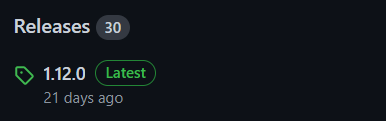 Releases 30
1.12.0 Latest
21 days ago